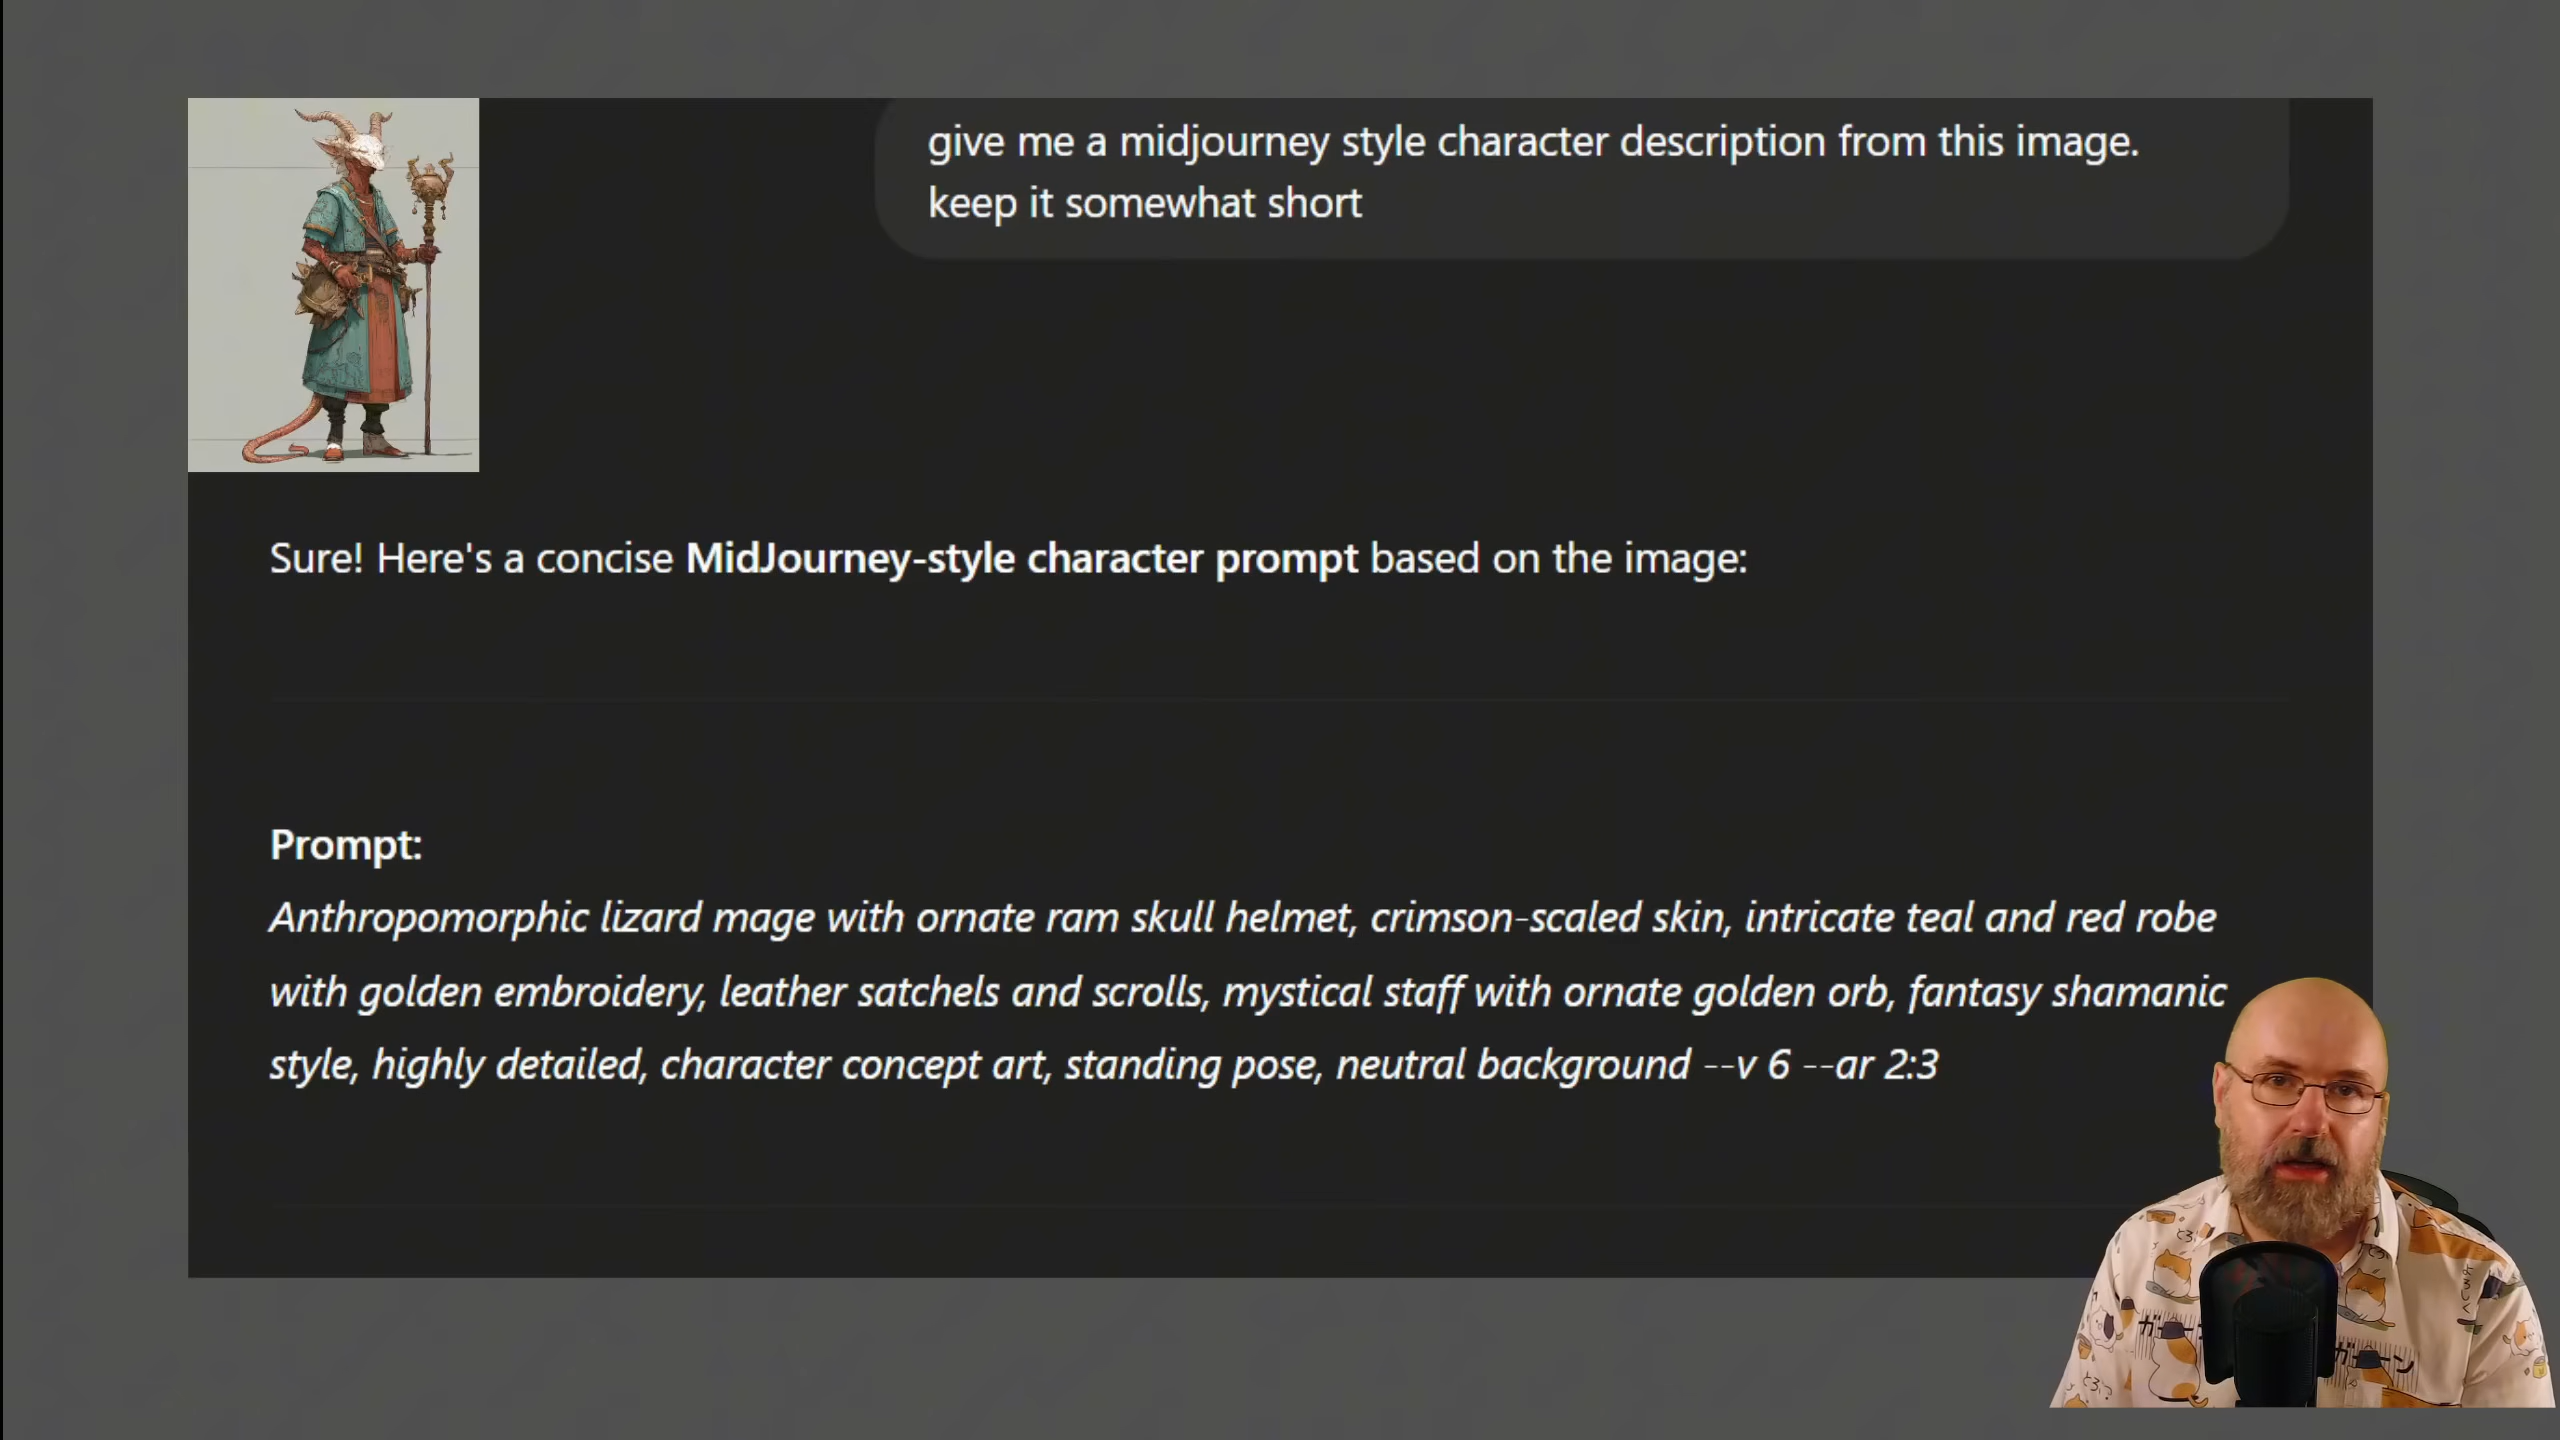 give me a midjourney style character description from this image.
keep it somewhat short
Sure! Here's a concise MidJourney-style character prompt based on the image:
Prompt:
Anthropomorphic lizard mage with ornate ram skull helmet, crimson-scaled skin, intricate teal and red robe
with golden embroidery, leather satchels and scrolls, mystical staff with ornate golden orb, fantasy shamanic
style, highly detailed, character concept art, standing pose, neutral background --v 6 --ar 2:3